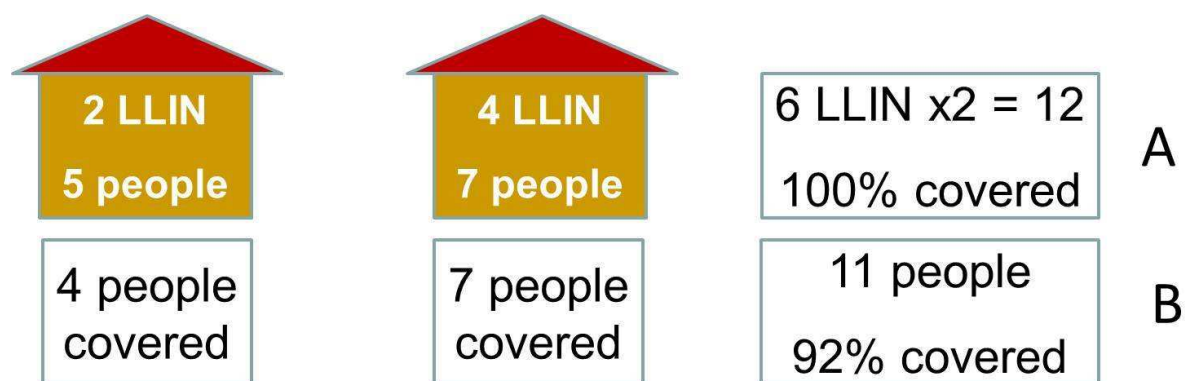 2 LLIN
5 people
4 LLIN
7 people
6 LLIN x2 = 12
100% covered
A
4 people
covered
7 people
covered
11 people
92% covered
B